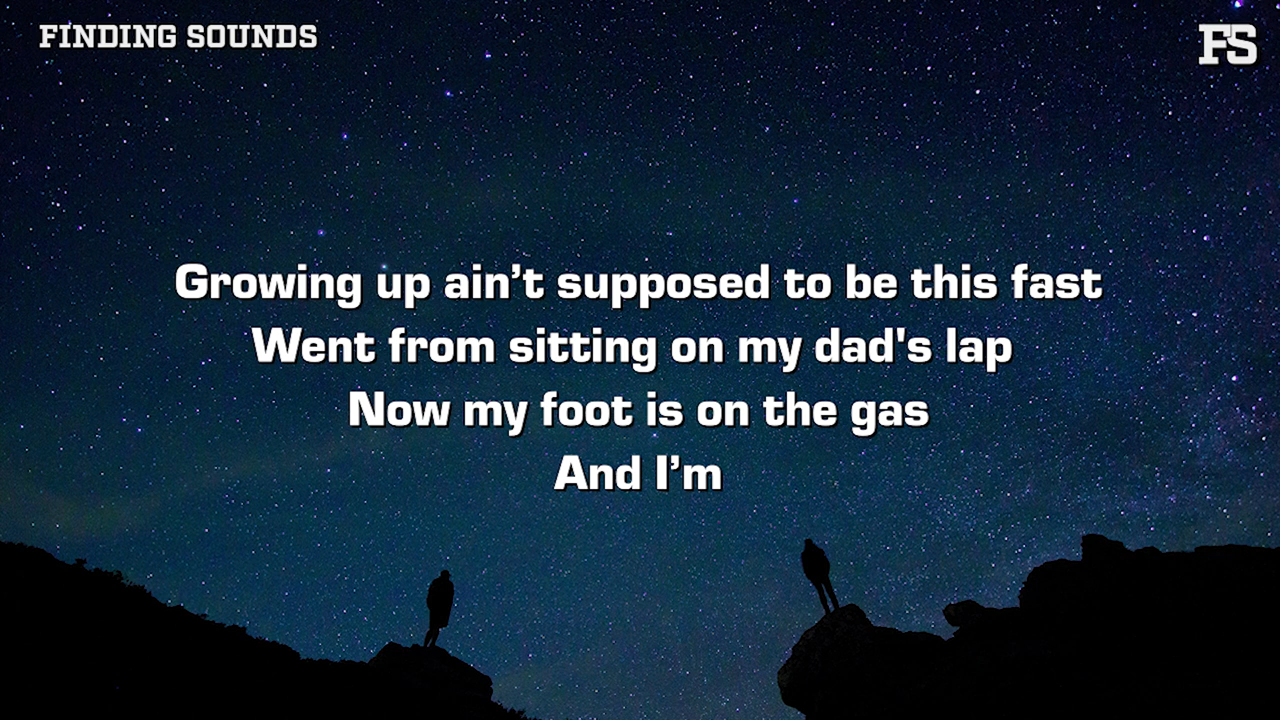 FINDING SOUNDS
FS
Growing up ain’t supposed to be this fast
Went from sitting on my dad's lap
Now my foot is on the gas
And I’m